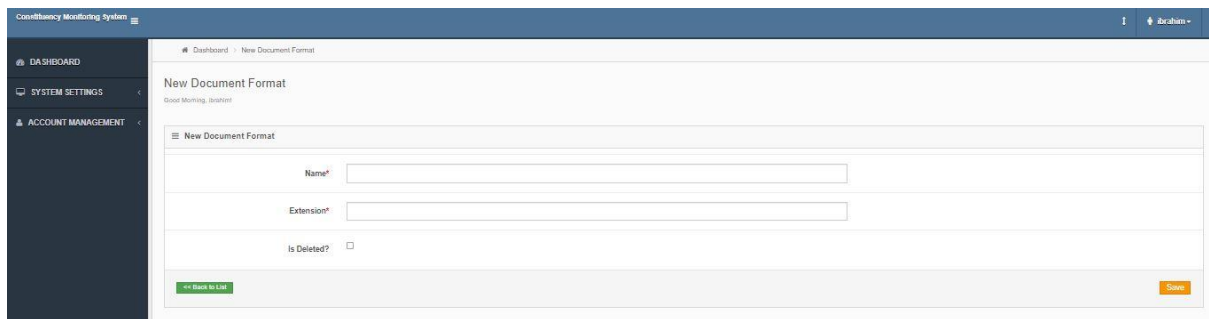 Constituency Monitoring System
ibrahim
Dashboard > New Document Format
DASHBOARD
SYSTEM SETTINGS
ACCOUNT MANAGEMENT
New Document Format
Good Morning, ibrahim!
New Document Format
Name*
Extension*
Is Deleted?
<< Back to List
Save